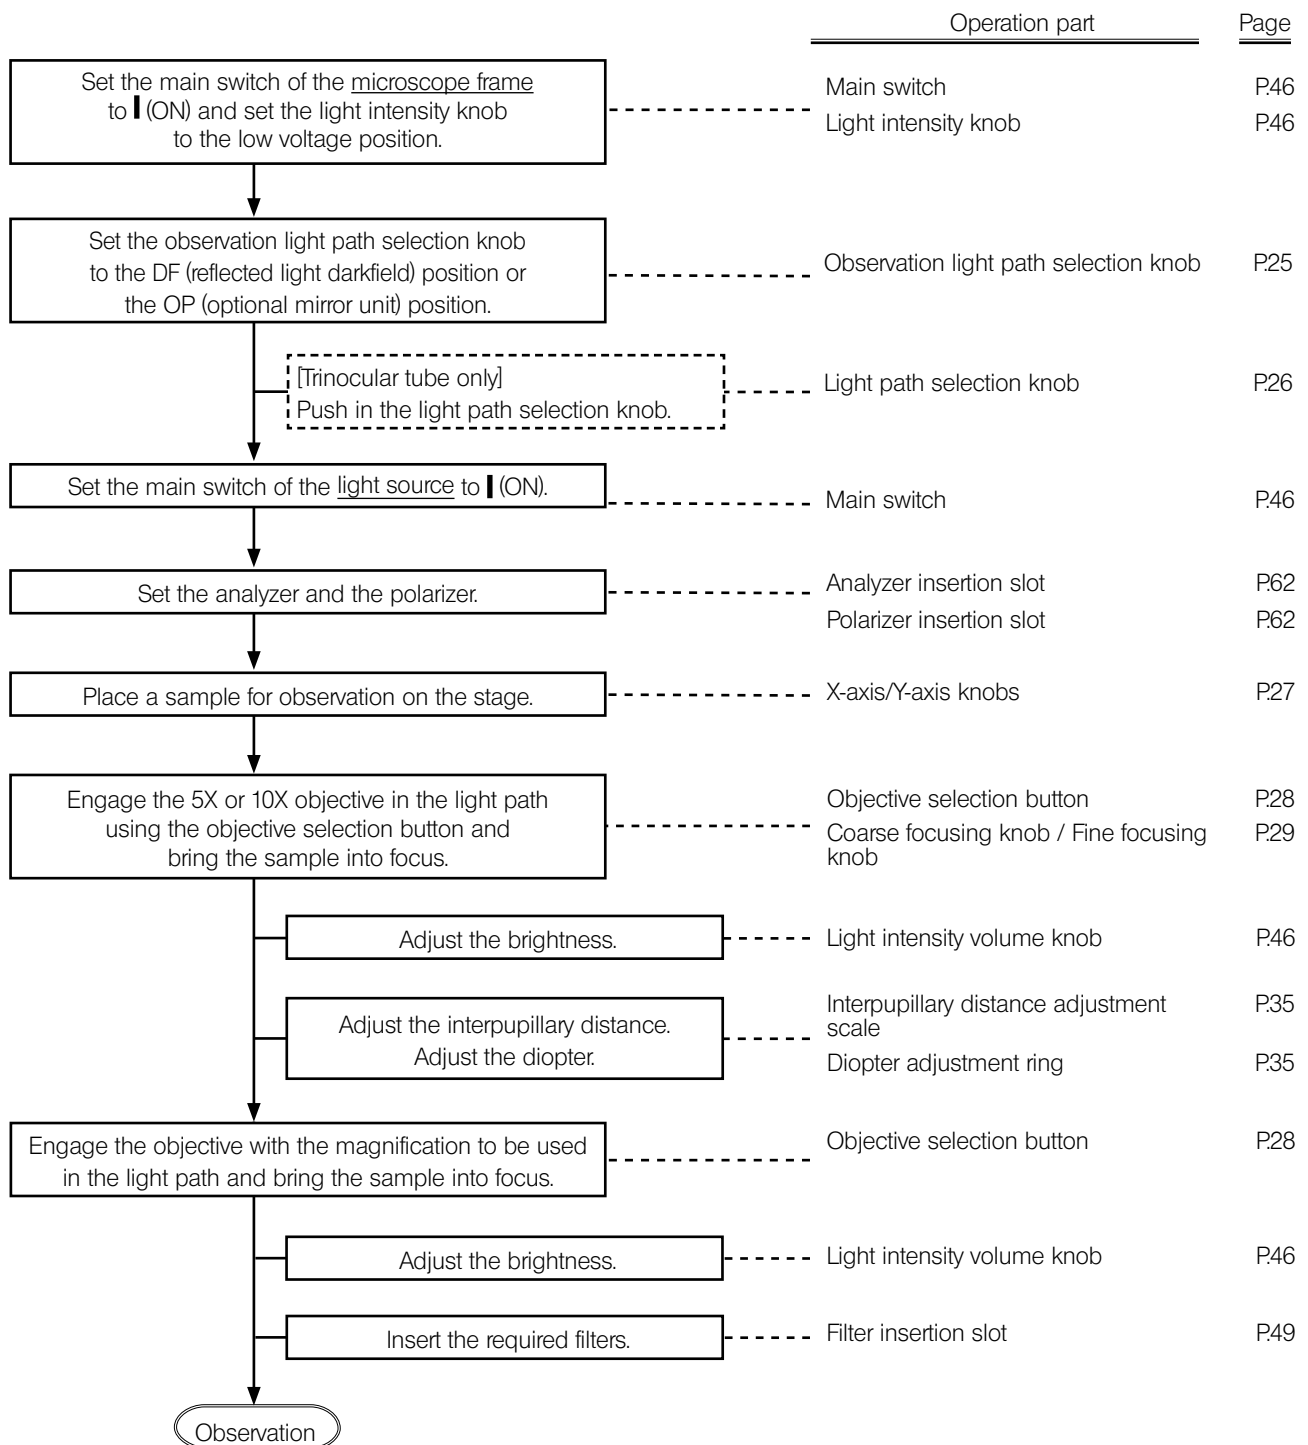 Operation part Page
Set the main switch of the microscope frame
to I (ON) and set the light intensity knob
to the low voltage position.
Main switch P.46
Light intensity knob P.46
Set the observation light path selection knob
to the DF (reflected light darkfield) position or
the OP (optional mirror unit) position.
Observation light path selection knob P.25
[Trinocular tube only]
Push in the light path selection knob.
Light path selection knob P.26
Set the main switch of the light source to I (ON).
Main switch P.46
Set the analyzer and the polarizer.
Analyzer insertion slot P.62
Polarizer insertion slot P.62
Place a sample for observation on the stage.
X-axis/Y-axis knobs P.27
Engage the 5X or 10X objective in the light path
using the objective selection button and
bring the sample into focus.
Objective selection button P.28
Coarse focusing knob / Fine focusing P.29
knob
Adjust the brightness.
Light intensity volume knob P.46
Adjust the interpupillary distance.
Adjust the diopter.
Interpupillary distance adjustment P.35
scale
Diopter adjustment ring P.35
Engage the objective with the magnification to be used
in the light path and bring the sample into focus.
Objective selection button P.28
Adjust the brightness.
Light intensity volume knob P.46
Insert the required filters.
Filter insertion slot P.49
Observation